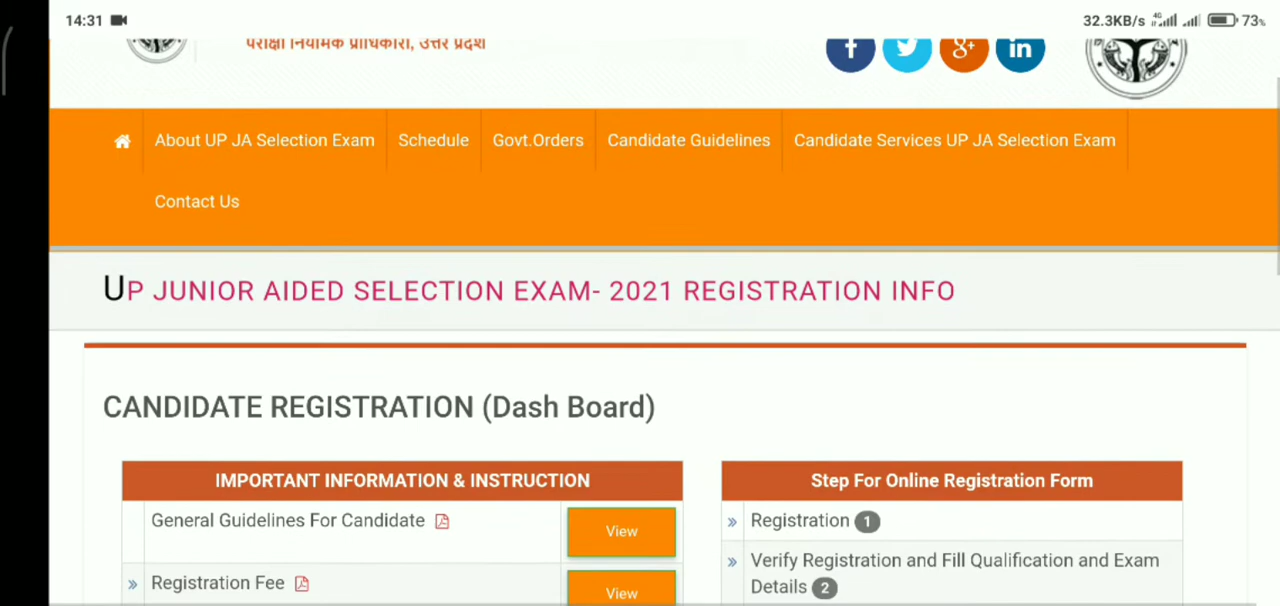 14:31
32.3KB/s 4G 73%
परीक्षा नियामक प्राधिकारी, उत्तर प्रदेश
f g+ in
About UP JA Selection Exam Schedule Govt.Orders Candidate Guidelines Candidate Services UP JA Selection Exam
Contact Us
UP JUNIOR AIDED SELECTION EXAM- 2021 REGISTRATION INFO
CANDIDATE REGISTRATION (Dash Board)
IMPORTANT INFORMATION & INSTRUCTION
General Guidelines For Candidate View
» Registration Fee View
Step For Online Registration Form
» Registration 1
» Verify Registration and Fill Qualification and Exam
Details 2